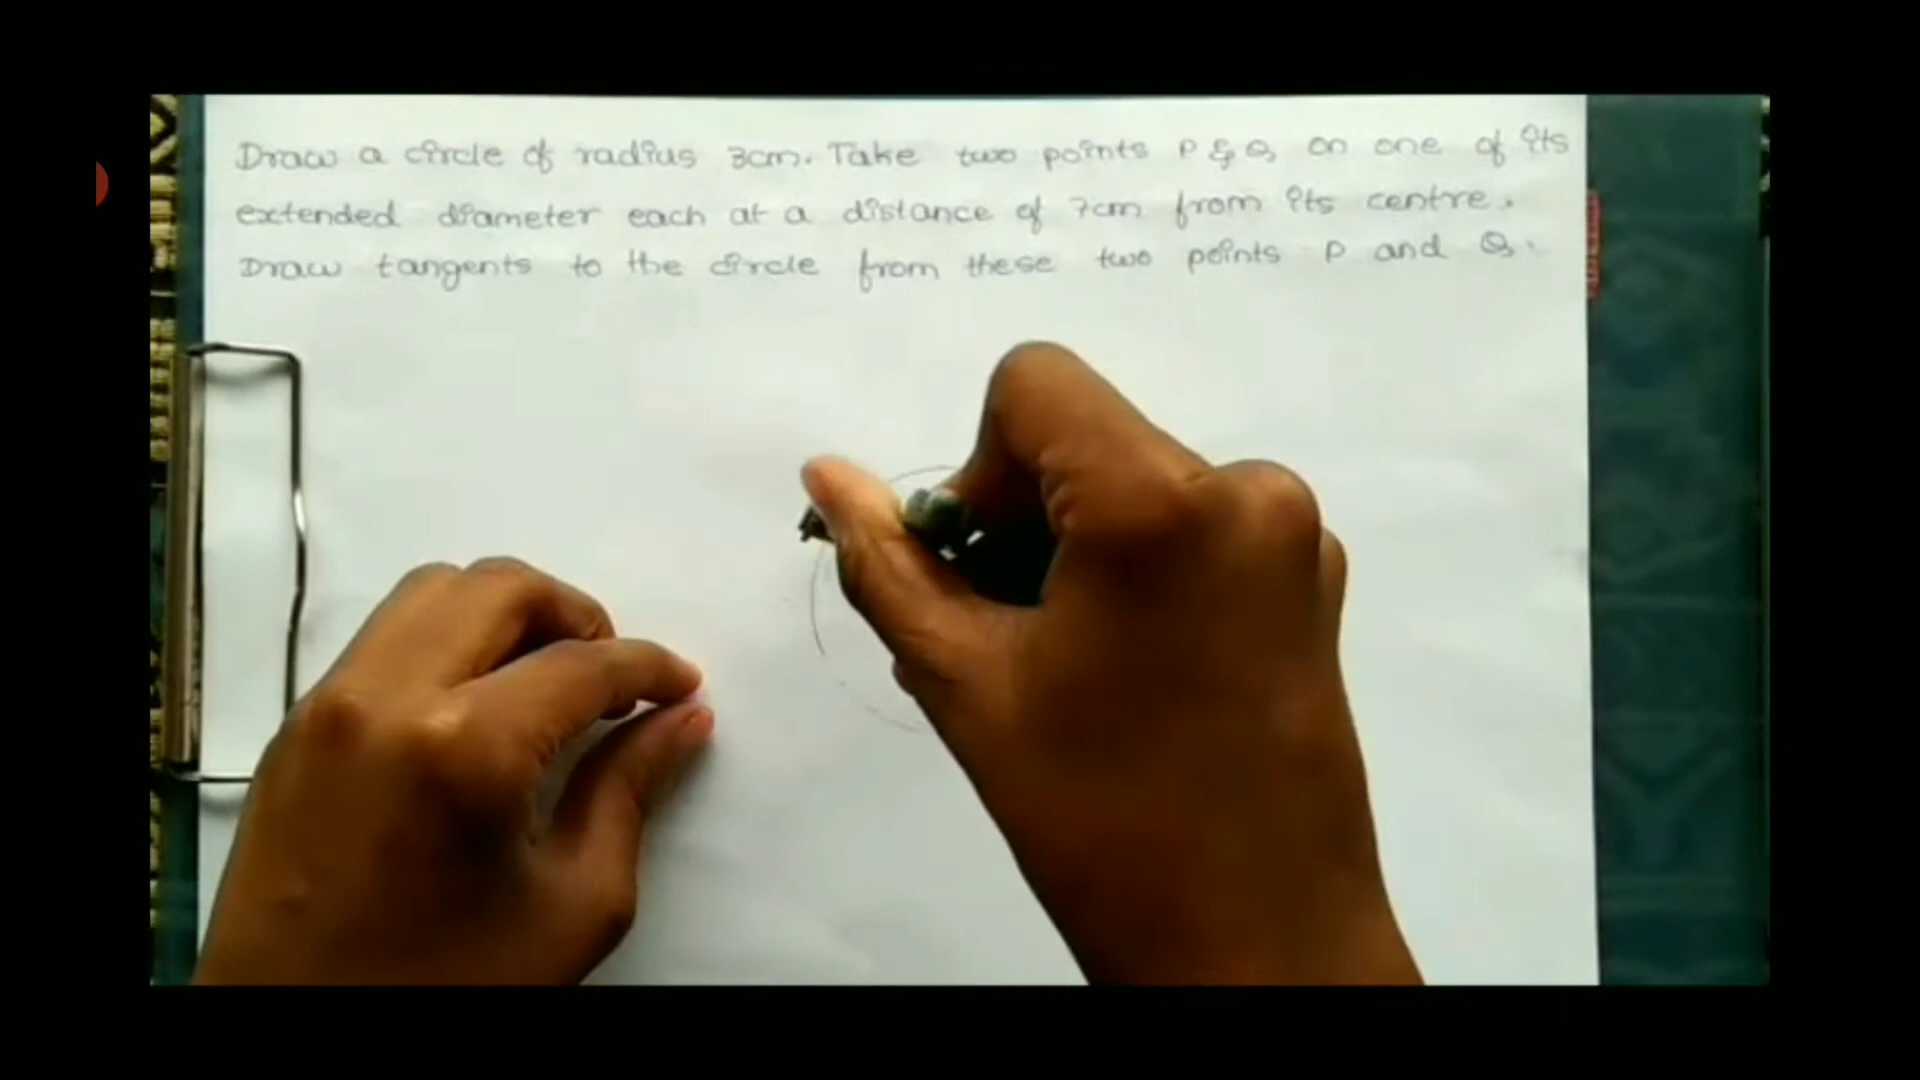 Draw a circle of radius 3cm. Take two points P & Q on one of its
extended diameter each at a distance of 7cm from its centre.
Draw tangents to the circle from these two points P and Q.